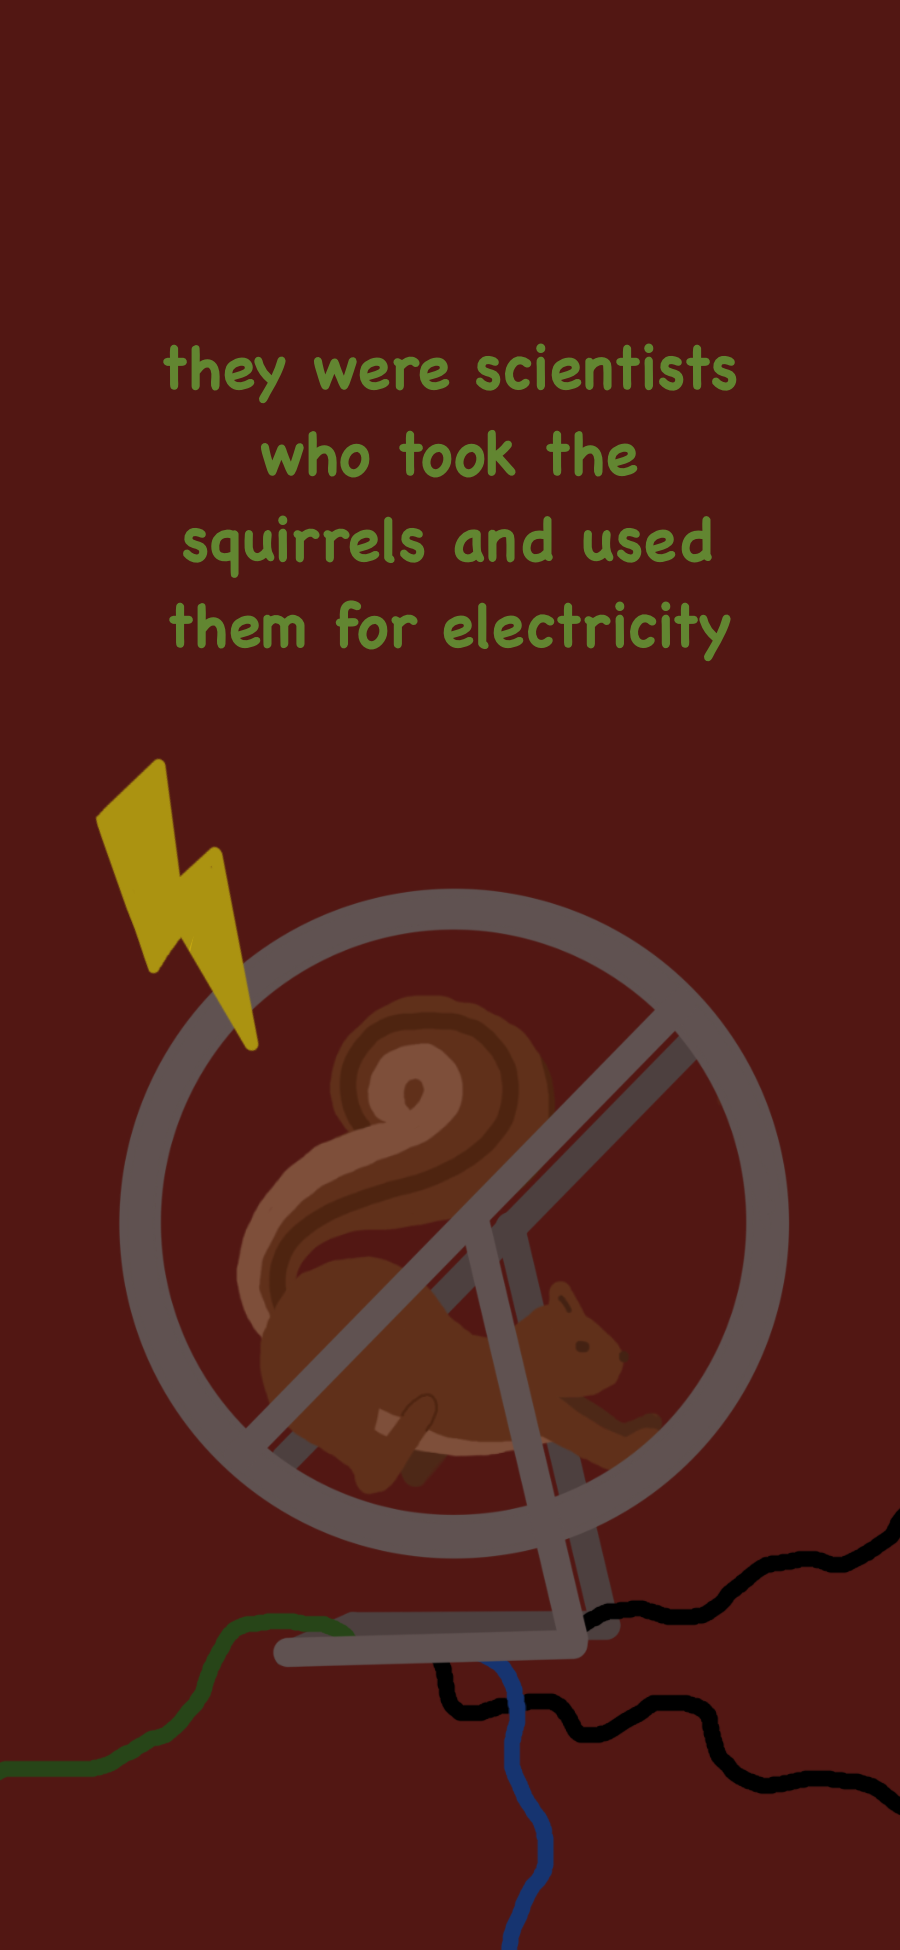 they were scientists
who took the
squirrels and used
them for electricity